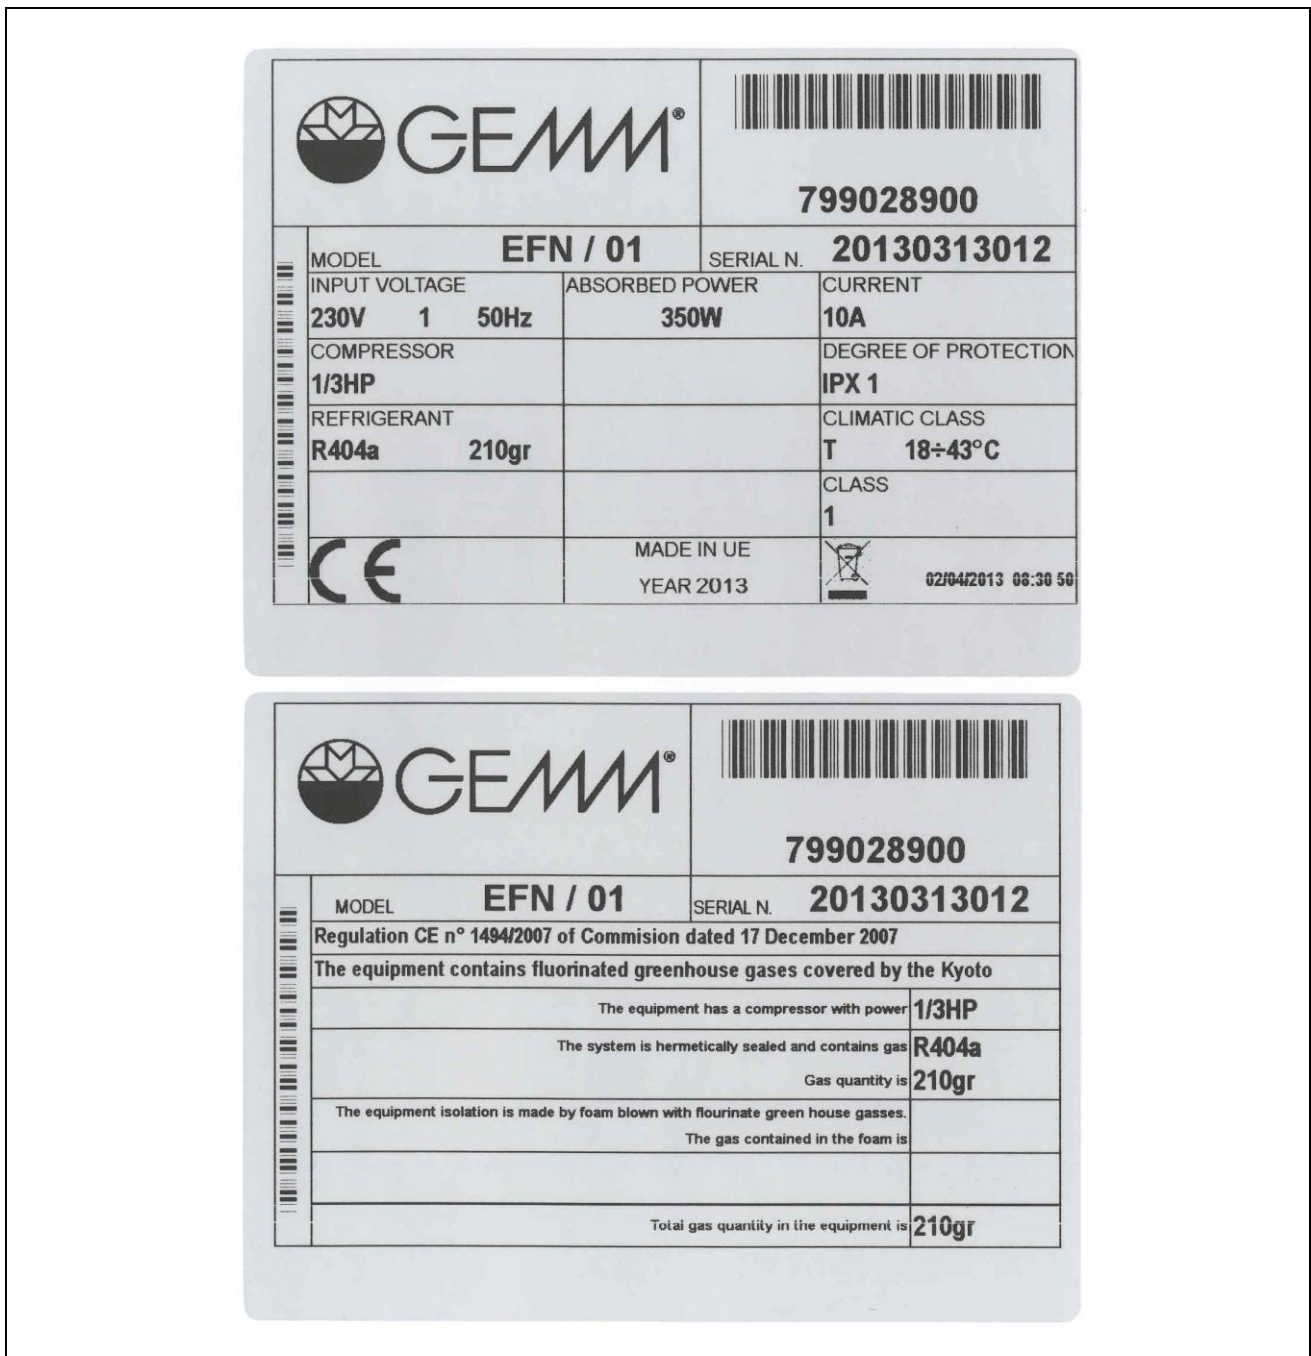 GEMM®
799028900
MODEL EFN / 01 SERIAL N. 20130313012
INPUT VOLTAGE ABSORBED POWER CURRENT
230V 1 50Hz 350W 10A
COMPRESSOR DEGREE OF PROTECTION
1/3HP IPX 1
REFRIGERANT CLIMATIC CLASS
R404a 210gr T 18÷43°C
CLASS
1
CE MADE IN UE
YEAR 2013 02/04/2013 08:30 50
GEMM®
799028900
MODEL EFN / 01 SERIAL N. 20130313012
Regulation CE n° 1494/2007 of Commision dated 17 December 2007
The equipment contains fluorinated greenhouse gases covered by the Kyoto
The equipment has a compressor with power 1/3HP
The system is hermetically sealed and contains gas R404a
Gas quantity is 210gr
The equipment isolation is made by foam blown with flourinate green house gasses.
The gas contained in the foam is
Total gas quantity in the equipment is 210gr